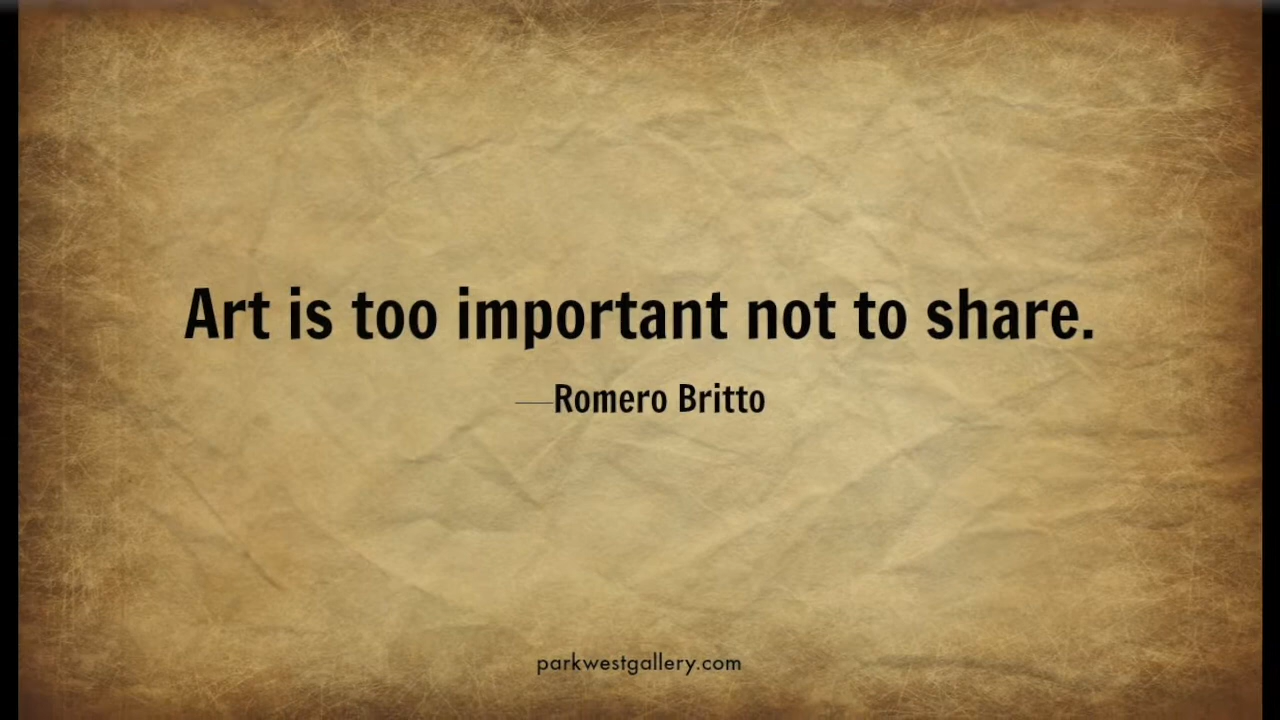 Art is too important not to share.
—Romero Britto
parkwestgallery.com